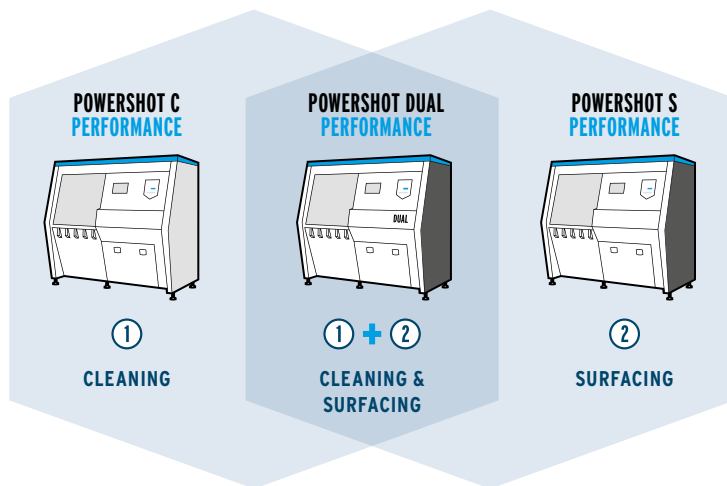 POWERSHOT C
PERFORMANCE
1
CLEANING
POWERSHOT DUAL
PERFORMANCE
DUAL
1 + 2
CLEANING &
SURFACING
POWERSHOT S
PERFORMANCE
2
SURFACING